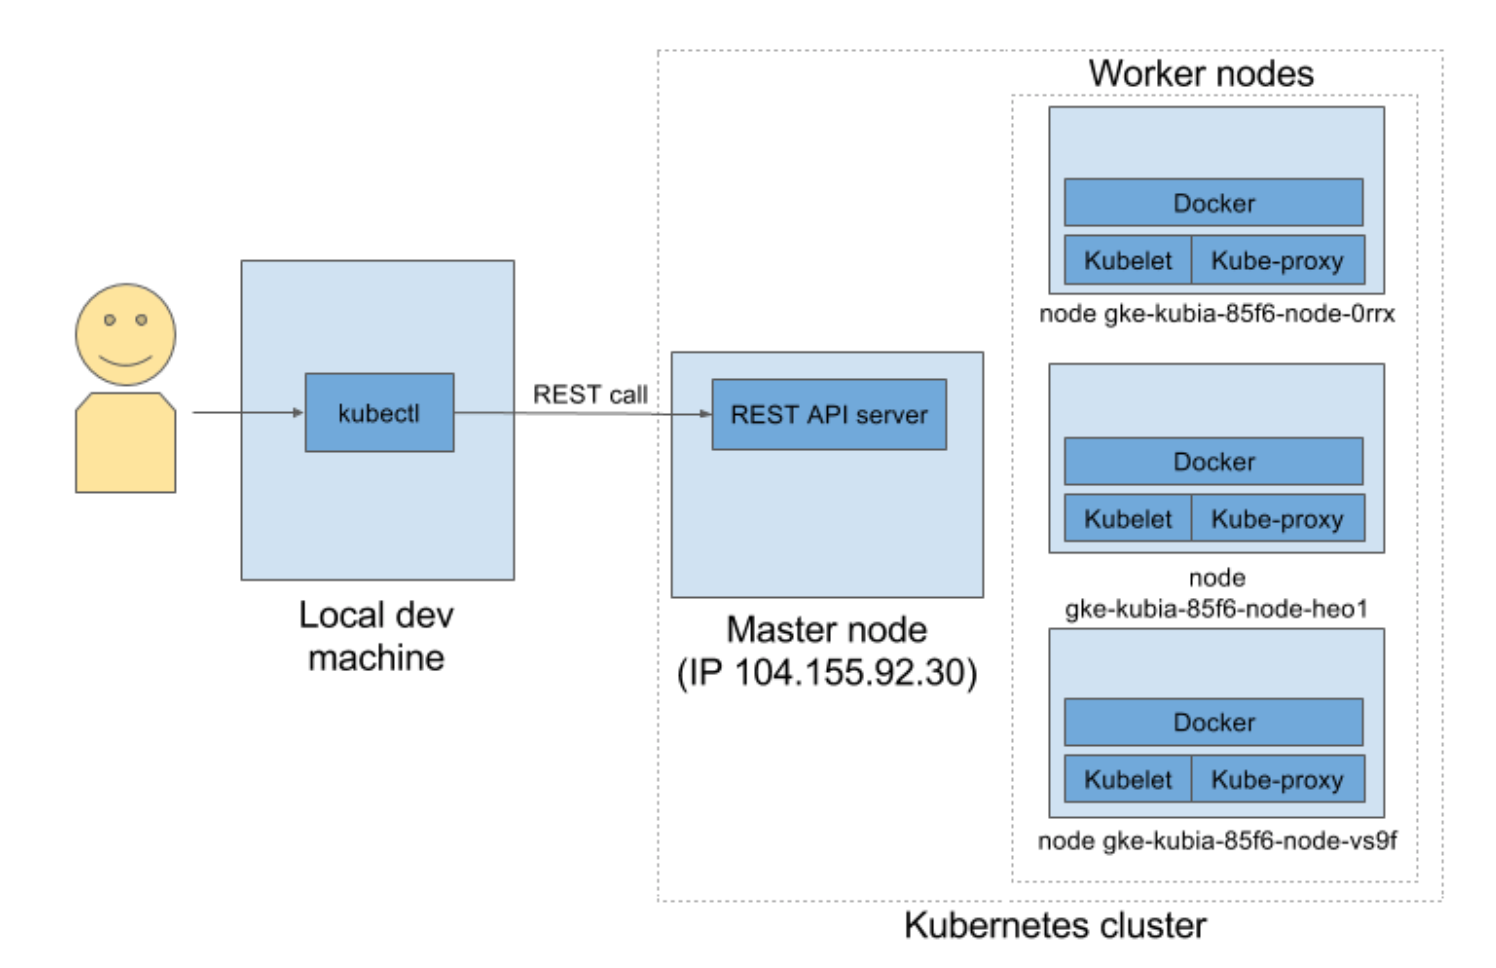 Worker nodes
Docker
Kubelet
Kube-proxy
node gke-kubia-85f6-node-0rrx
kubectl
REST call
REST API server
Docker
Kubelet
Kube-proxy
node
gke-kubia-85f6-node-heo1
Local dev
machine
Master node
(IP 104.155.92.30)
Docker
Kubelet
Kube-proxy
node gke-kubia-85f6-node-vs9f
Kubernetes cluster